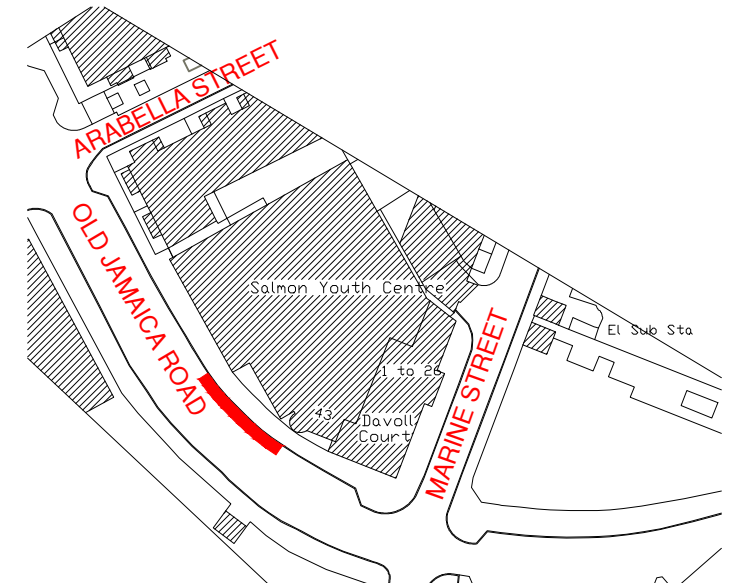 ARABELLA STREET
OLD JAMAICA ROAD
Salmon Youth Centre
El Sub Sta
MARINE STREET
1 to 26
43
Davoll
Court